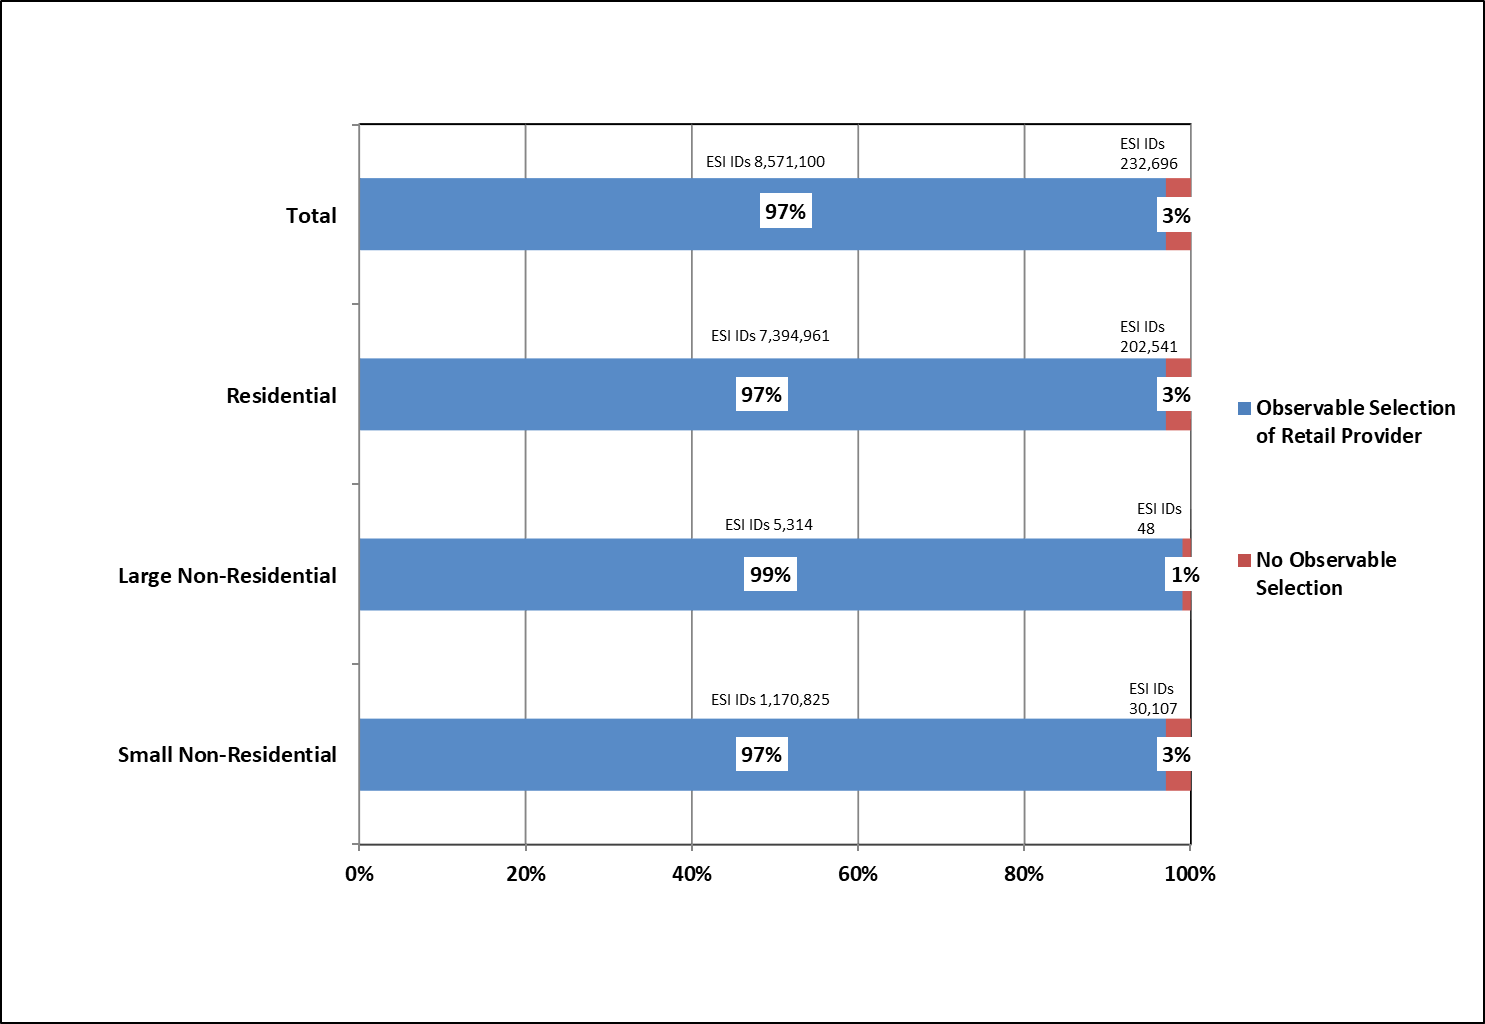 ESI IDs 8,571,100
ESI IDs
232,696
Total
97%
3%
ESI IDs 7,394,961
ESI IDs
202,541
Residential
97%
3%
Observable Selection
of Retail Provider
ESI IDs 5,314
ESI IDs
48
Large Non-Residential
99%
1%
No Observable
Selection
ESI IDs 1,170,825
ESI IDs
30,107
Small Non-Residential
97%
3%
0%
20%
40%
60%
80%
100%